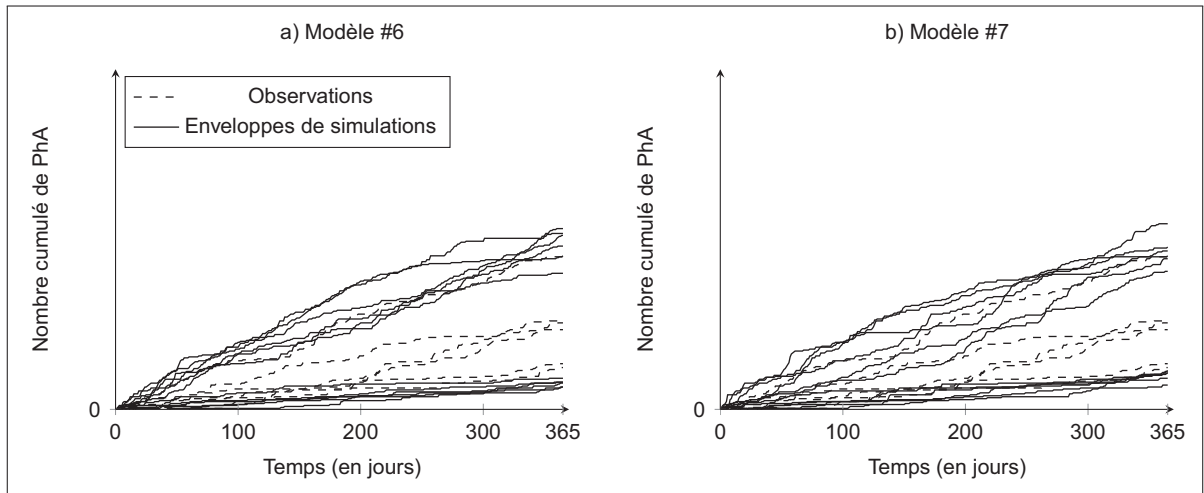 a) Modèle #6
Nombre cumulé de PhA
Observations
Enveloppes de simulations
0
0 100 200 300 365
Temps (en jours)
b) Modèle #7
Nombre cumulé de PhA
0
0 100 200 300 365
Temps (en jours)